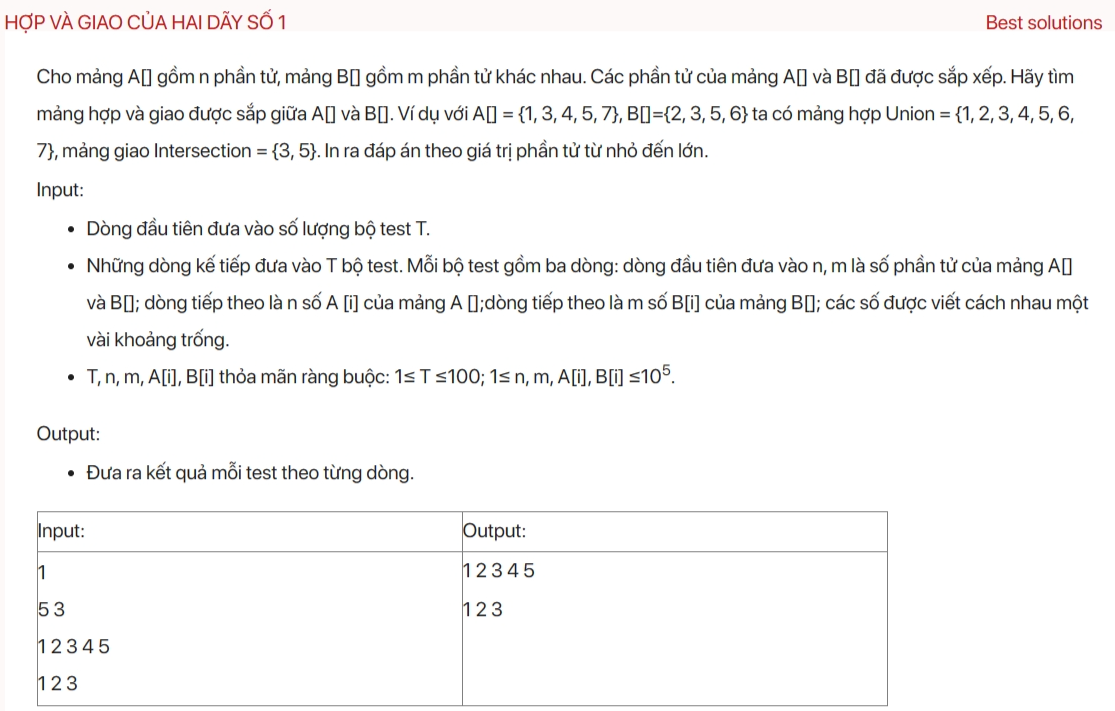 HỢP VÀ GIAO CỦA HAI DÃY SỐ 1
Best solutions
Cho mảng A[] gồm n phần tử, mảng B[] gồm m phần tử khác nhau. Các phần tử của mảng A[] và B[] đã được sắp xếp. Hãy tìm
mảng hợp và giao được sắp giữa A[] và B[]. Ví dụ với A[] = {1, 3, 4, 5, 7}, B[]={2, 3, 5, 6} ta có mảng hợp Union = {1, 2, 3, 4, 5, 6,
7}, mảng giao Intersection = {3, 5}. In ra đáp án theo giá trị phần tử từ nhỏ đến lớn.
Input:
• Dòng đầu tiên đưa vào số lượng bộ test T.
• Những dòng kế tiếp đưa vào T bộ test. Mỗi bộ test gồm ba dòng: dòng đầu tiên đưa vào n, m là số phần tử của mảng A[]
và B[]; dòng tiếp theo là n số A [i] của mảng A [];dòng tiếp theo là m số B[i] của mảng B[]; các số được viết cách nhau một
vài khoảng trống.
• T, n, m, A[i], B[i] thỏa mãn ràng buộc: 1≤ T ≤100; 1≤ n, m, A[i], B[i] ≤10⁵.
Output:
• Đưa ra kết quả mỗi test theo từng dòng.
Input:
Output:
1
5 3
1 2 3 4 5
1 2 3
1 2 3 4 5
1 2 3